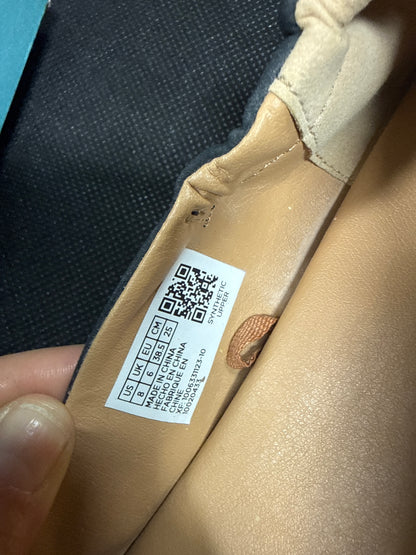 US UK EU CM
8 6 38.5 25
MADE IN CHINA
HECHO EN CHINA
FABRIQUÉ EN
CHINE
SYNTHETIC
UPPER